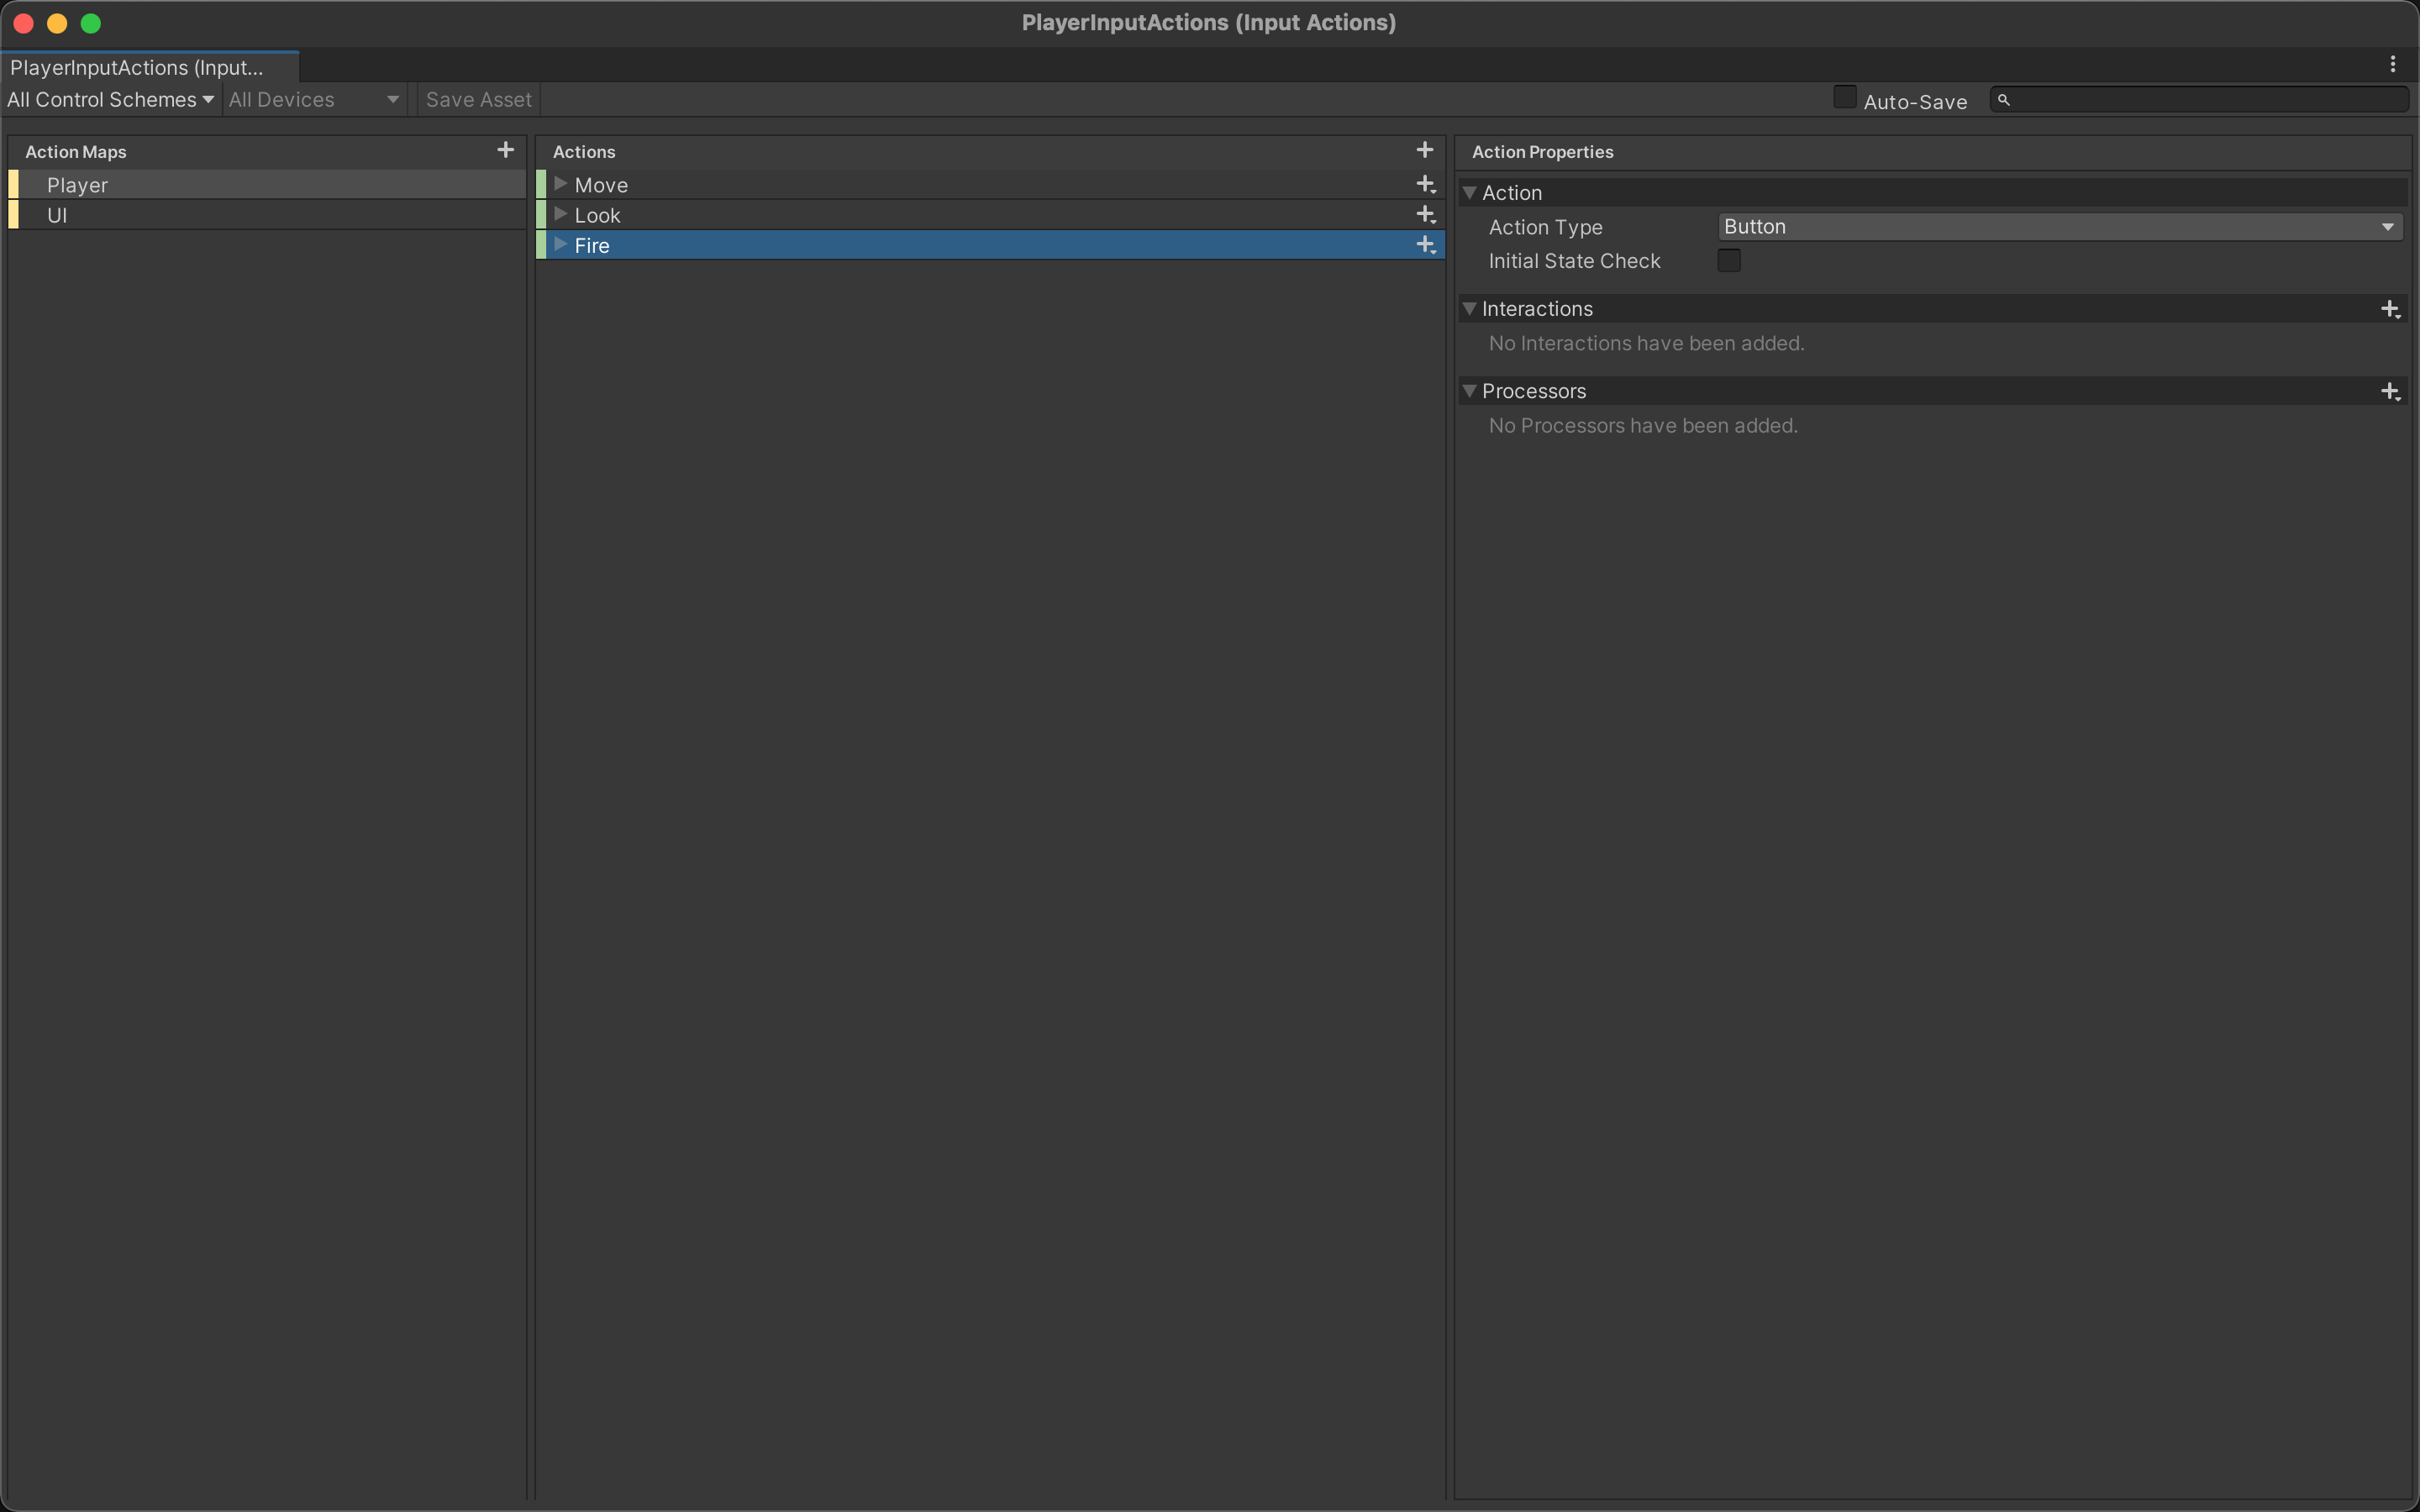 PlayerInputActions (Input Actions)
PlayerInputActions (Input...
All Control Schemes All Devices Save Asset Auto-Save
Action Maps
Player
UI
Actions
Move
Look
Fire
Action Properties
Action
Action Type Button
Initial State Check
Interactions
No Interactions have been added.
Processors
No Processors have been added.